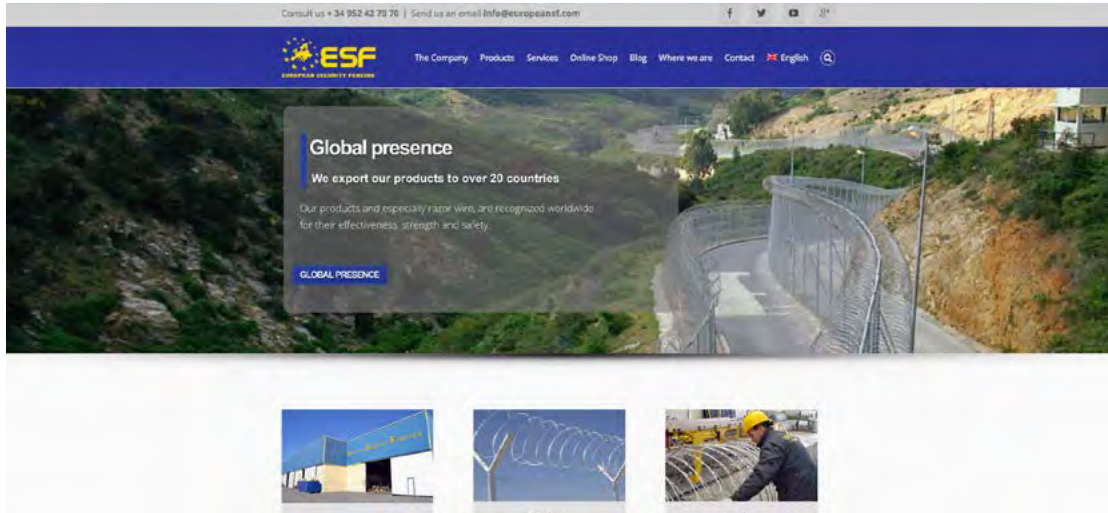 Consult us + 34 952 42 70 70 | Send us an email info@europeansf.com
ESF
EUROPEAN SECURITY FENCING
The Company Products Services Online Shop Blog Where we are Contact English
Global presence
We export our products to over 20 countries
Our products and especially razor wire, are recognized worldwide
for their effectiveness, strength and safety.
GLOBAL PRESENCE